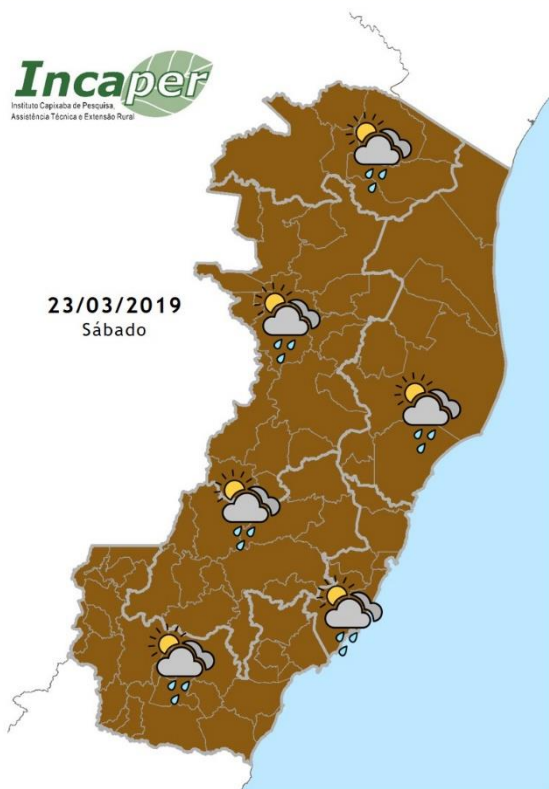 Incaper
Instituto Capixaba de Pesquisa,
Assistência Técnica e Extensão Rural
23/03/2019
Sábado